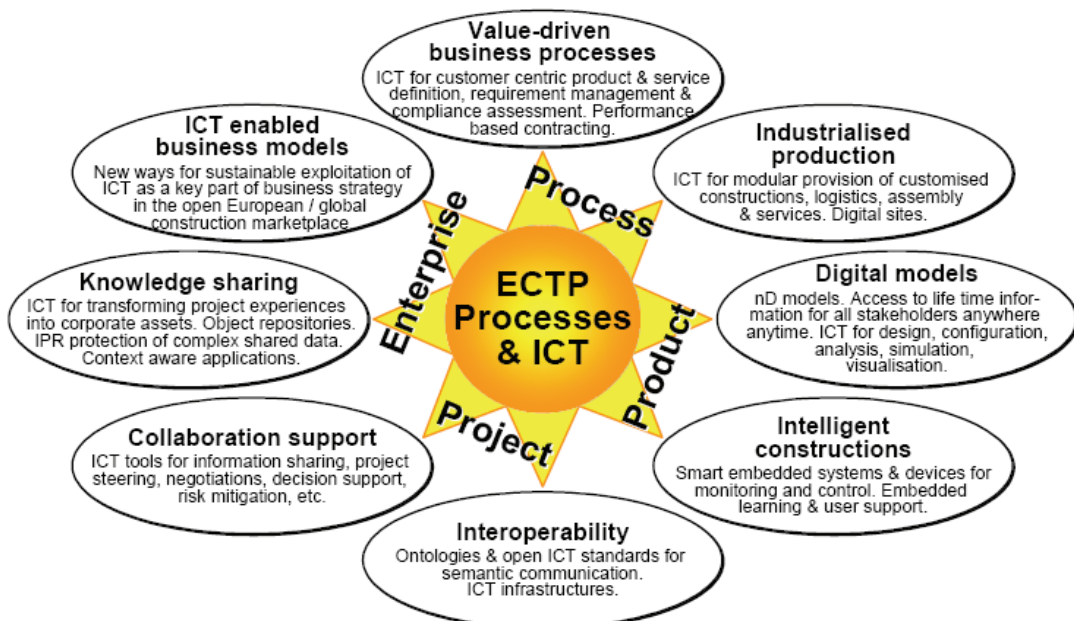 Value-driven
business processes
ICT for customer centric product & service
definition, requirement management &
compliance assessment. Performance
based contracting.
ICT enabled
business models
New ways for sustainable exploitation of
ICT as a key part of business strategy
in the open European / global
construction marketplace
Industrialised
production
ICT for modular provision of customised
constructions, logistics, assembly
& services. Digital sites.
Process
Enterprise
ECTP
Processes
& ICT
Product
Project
Knowledge sharing
ICT for transforming project experiences
into corporate assets. Object repositories.
IPR protection of complex shared data.
Context aware applications.
Digital models
nD models. Access to life time infor-
mation for all stakeholders anywhere
anytime. ICT for design, configuration,
analysis, simulation,
visualisation.
Collaboration support
ICT tools for information sharing, project
steering, negotiations, decision support,
risk mitigation, etc.
Intelligent
constructions
Smart embedded systems & devices for
monitoring and control. Embedded
learning & user support.
Interoperability
Ontologies & open ICT standards for
semantic communication.
ICT infrastructures.